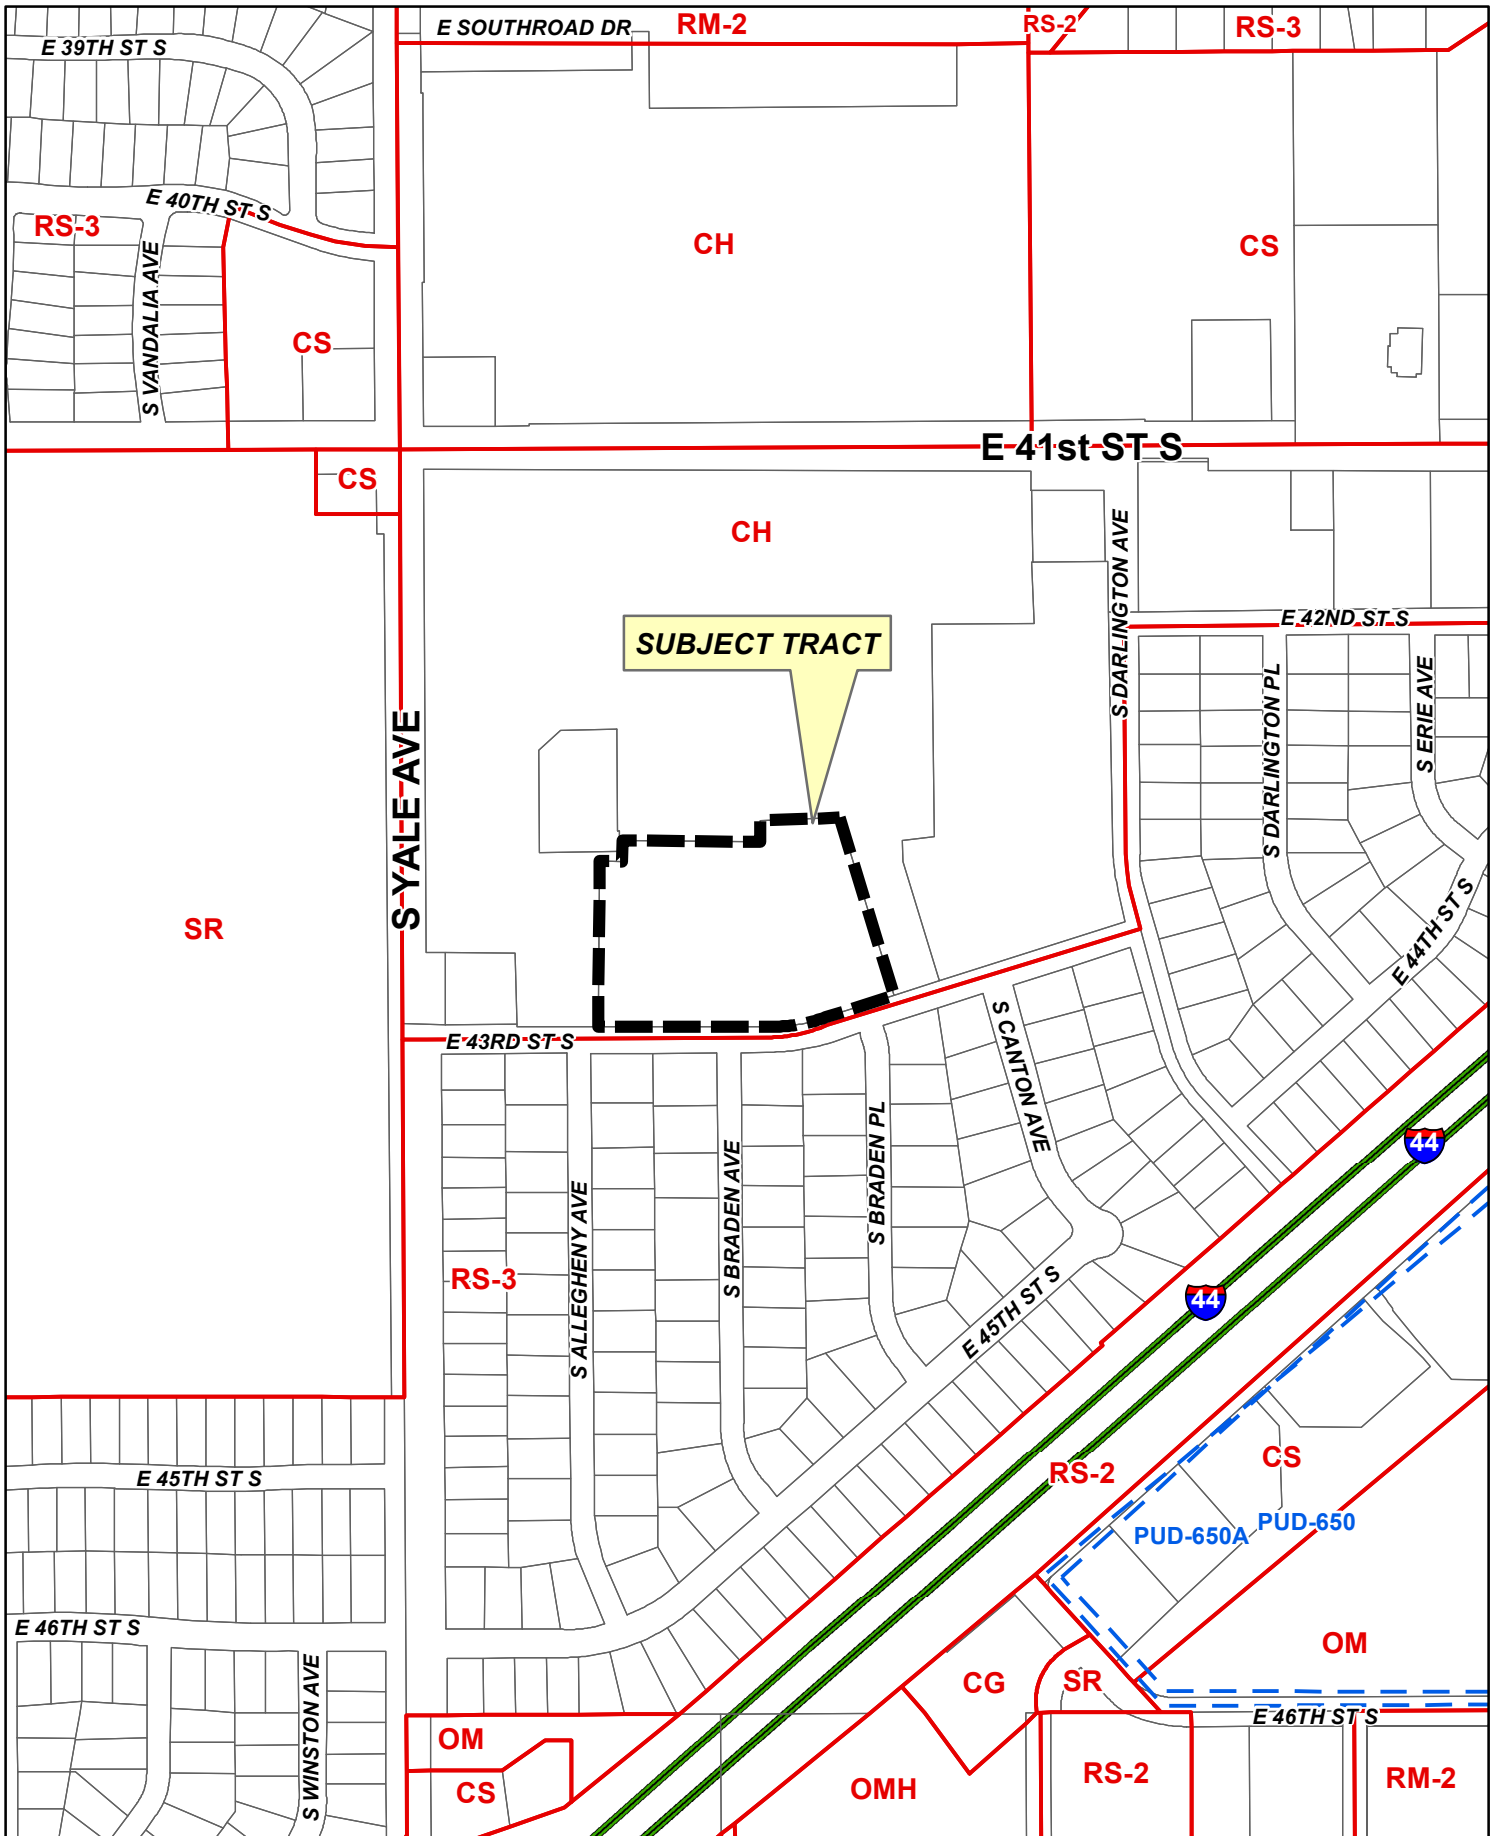 E SOUTHROAD DR
RM-2
RS-2
RS-3
E 39TH ST S
E 40TH ST S
RS-3
S VANDALIA AVE
CH
CS
CS
E 41st ST S
CS
CH
S DARLINGTON AVE
E 42ND ST S
SUBJECT TRACT
S DARLINGTON PL
S ERIE AVE
S YALE AVE
SR
E 44TH ST S
E 43RD ST S
S CANTON AVE
S BRADEN PL
S BRADEN AVE
S ALLEGHENY AVE
44
RS-3
44
E 45TH ST S
CS
RS-2
E 45TH ST S
PUD-650A
PUD-650
E 46TH ST S
OM
CG
SR
S WINSTON AVE
E 46TH ST S
OM
RS-2
RM-2
CS
OMH